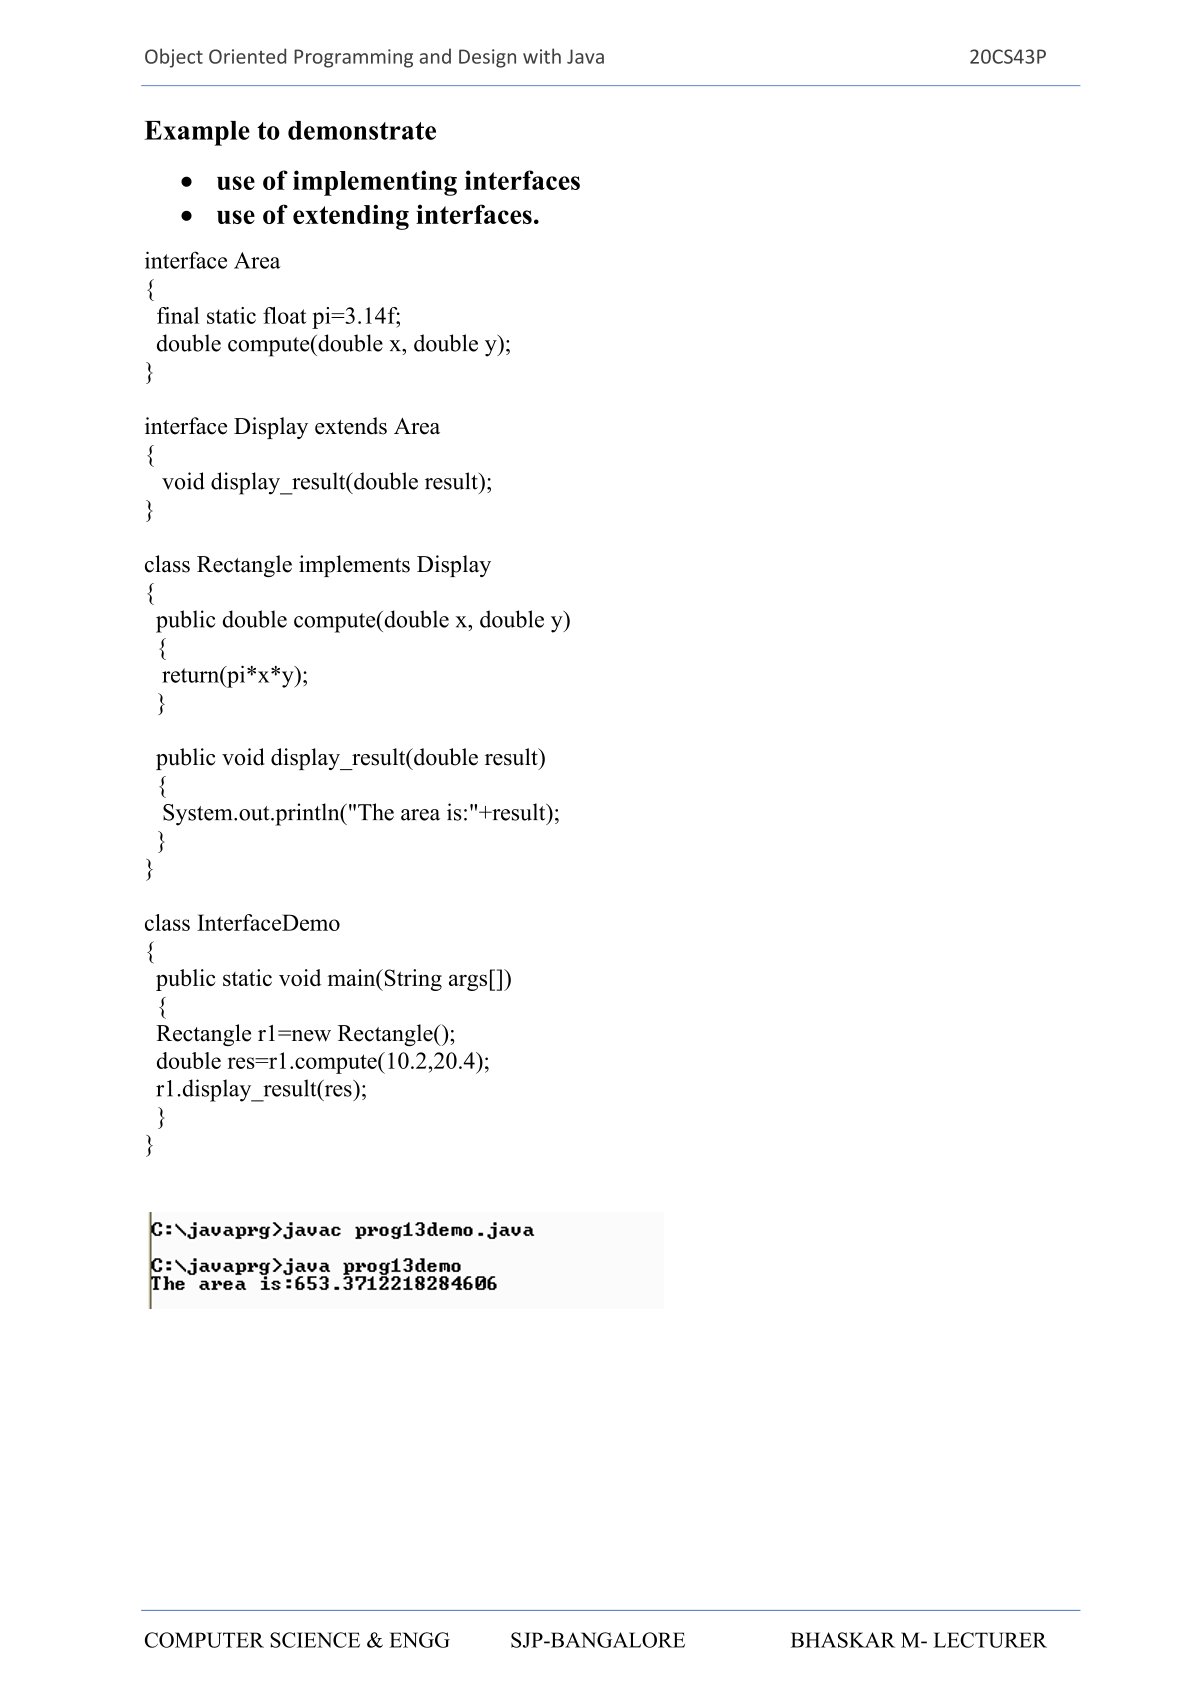 Object Oriented Programming and Design with Java 20CS43P
Example to demonstrate
• use of implementing interfaces
• use of extending interfaces.
interface Area
{
final static float pi=3.14f;
double compute(double x, double y);
}
interface Display extends Area
{
void display_result(double result);
}
class Rectangle implements Display
{
public double compute(double x, double y)
{
return(pi*x*y);
}
public void display_result(double result)
{
System.out.println("The area is:"+result);
}
}
class InterfaceDemo
{
public static void main(String args[])
{
Rectangle r1=new Rectangle();
double res=r1.compute(10.2,20.4);
r1.display_result(res);
}
}
C:\javaprg>javac prog13demo.java
C:\javaprg>java prog13demo
The area is:653.3712218284606
COMPUTER SCIENCE & ENGG SJP-BANGALORE BHASKAR M- LECTURER